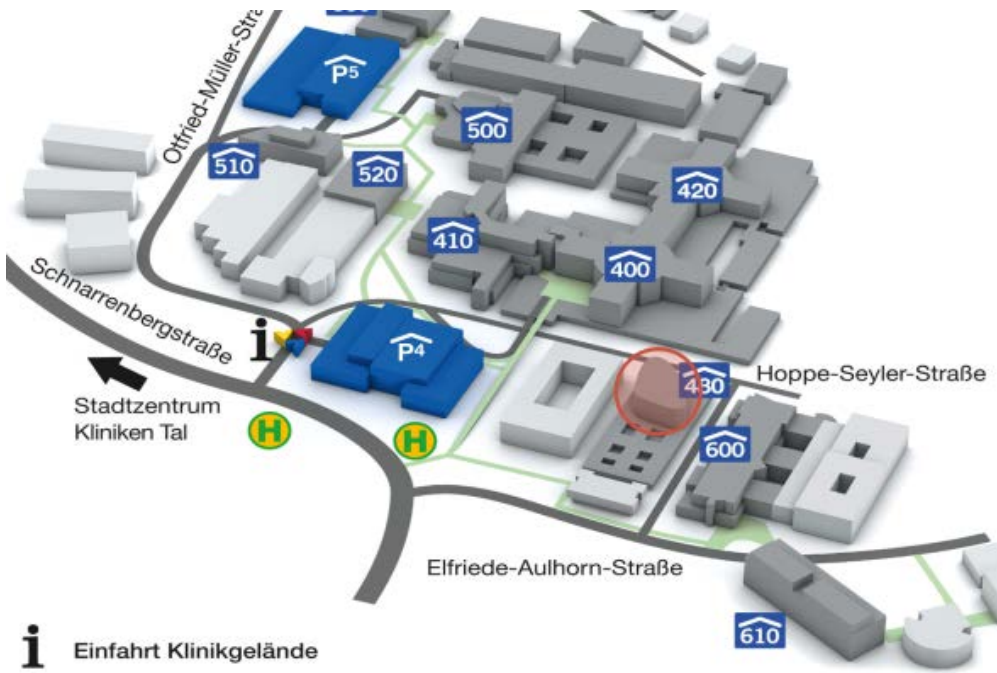 Otfried-Müller-Stra
P5
500
510
520
420
410
400
Schnarrenbergstraße
i
P4
430
Hoppe-Seyler-Straße
Stadtzentrum
Kliniken Tal
H
H
600
Elfriede-Aulhorn-Straße
610
i Einfahrt Klinikgelände